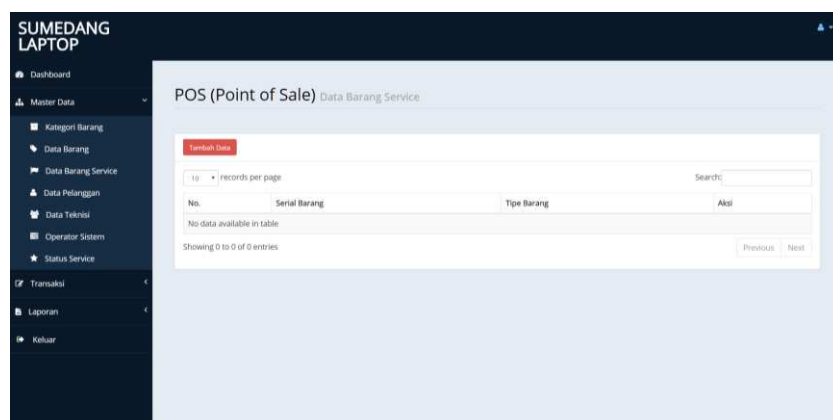 SUMEDANG
LAPTOP
Dashboard
Master Data
Kategori Barang
Data Barang
Data Barang Service
Data Pelanggan
Data Teknisi
Operator Sistem
Status Service
Transaksi
Laporan
Keluar
POS (Point of Sale) Data Barang Service
Tambah Data
10 records per page
Search:
No. Serial Barang Tipe Barang Aksi
No data available in table
Showing 0 to 0 of 0 entries
Previous Next